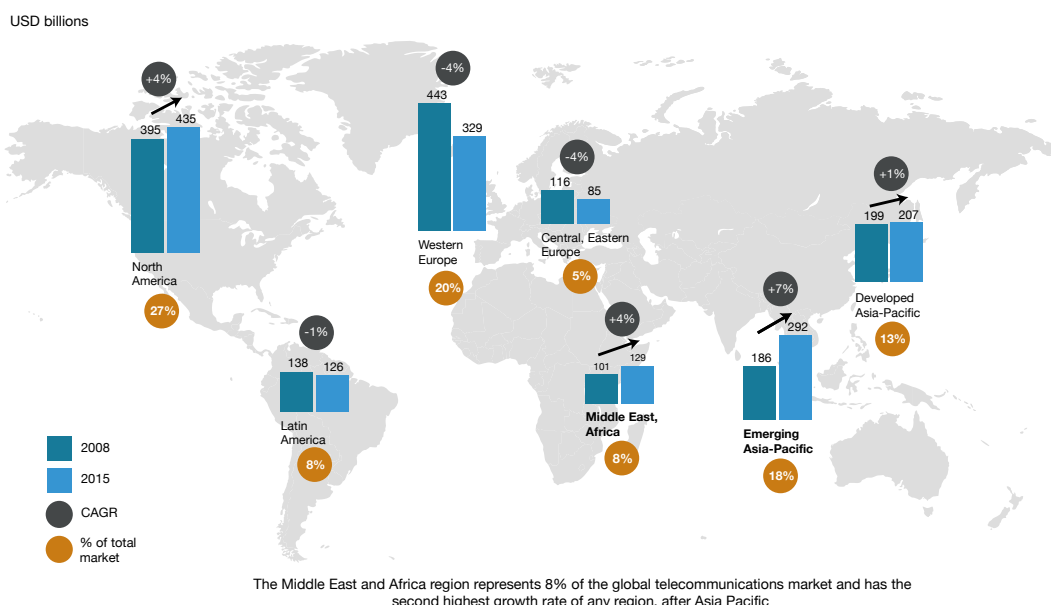 USD billions
+4%
395
435
North
America
27%
-4%
443
329
Western
Europe
20%
-4%
116
85
Central, Eastern
Europe
5%
+1%
199
207
Developed
Asia-Pacific
13%
-1%
138
126
Latin
America
8%
+4%
101
129
Middle East,
Africa
8%
+7%
186
292
Emerging
Asia-Pacific
18%
2008
2015
CAGR
% of total
market
The Middle East and Africa region represents 8% of the global telecommunications market and has the
second highest growth rate of any region, after Asia Pacific